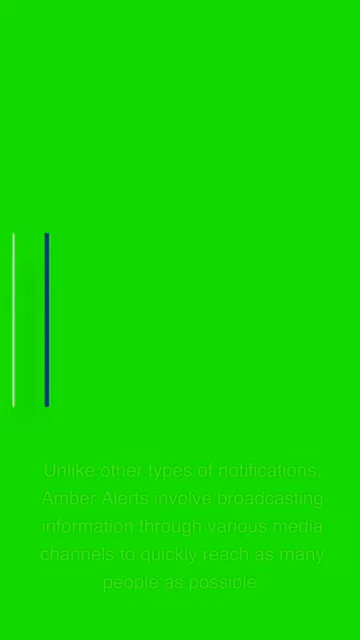 Unlike other types of notifications,
Amber Alerts involve broadcasting
information through various media
channels to quickly reach as many
people as possible